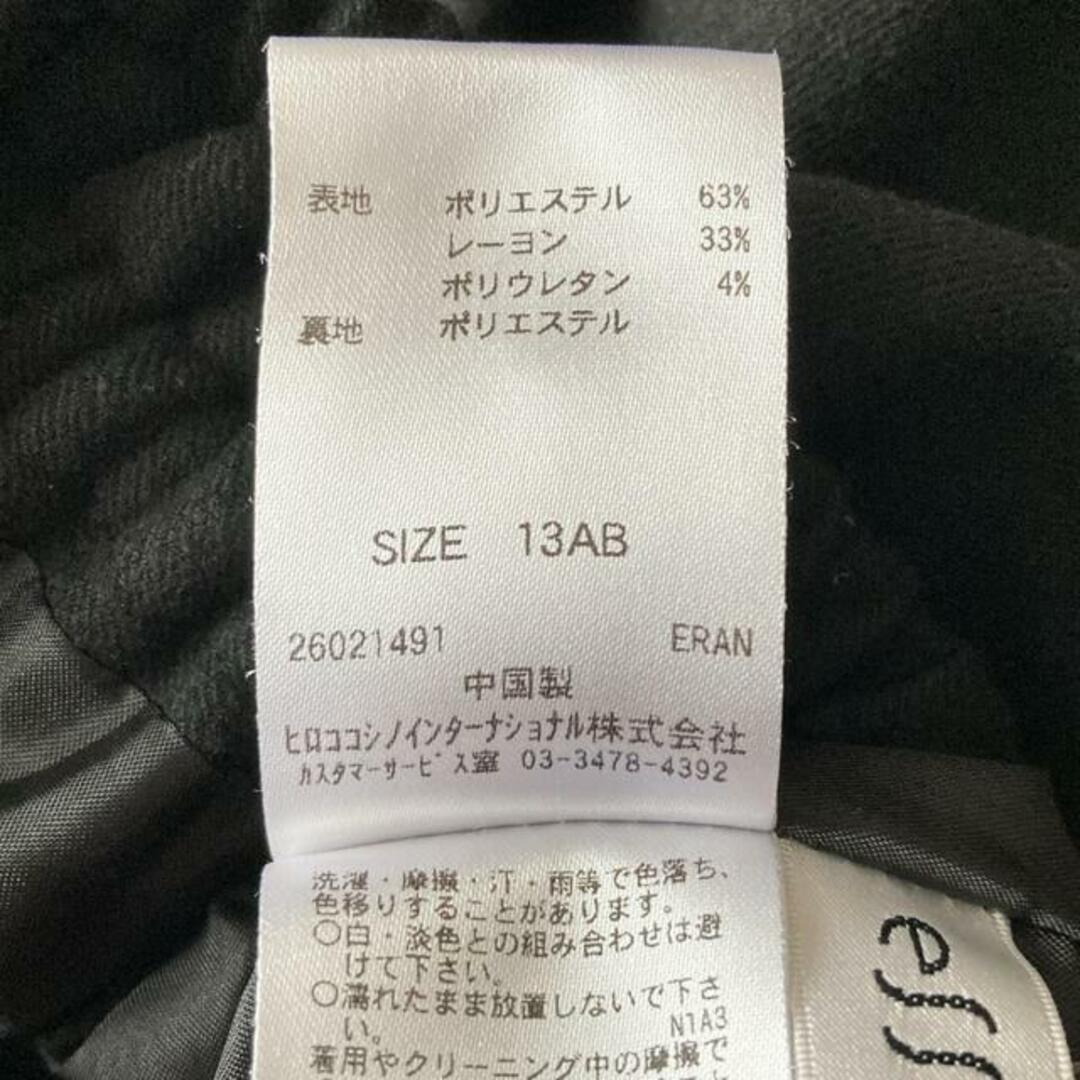 表地 ポリエステル 63%
レーヨン 33%
ポリウレタン 4%
裏地 ポリエステル
SIZE 13AB
26021491 ERAN
中国製
ヒロココシノインターナショナル株式会社
カスタマーサービス室 03-3478-4392
洗濯・摩擦・汗・雨等で色落ち、
色移りすることがあります。
○白・淡色との組み合わせは避
けて下さい。
○濡れたまま放置しないで下さ
い。 N1A3
着用やクリーニング中の摩擦で